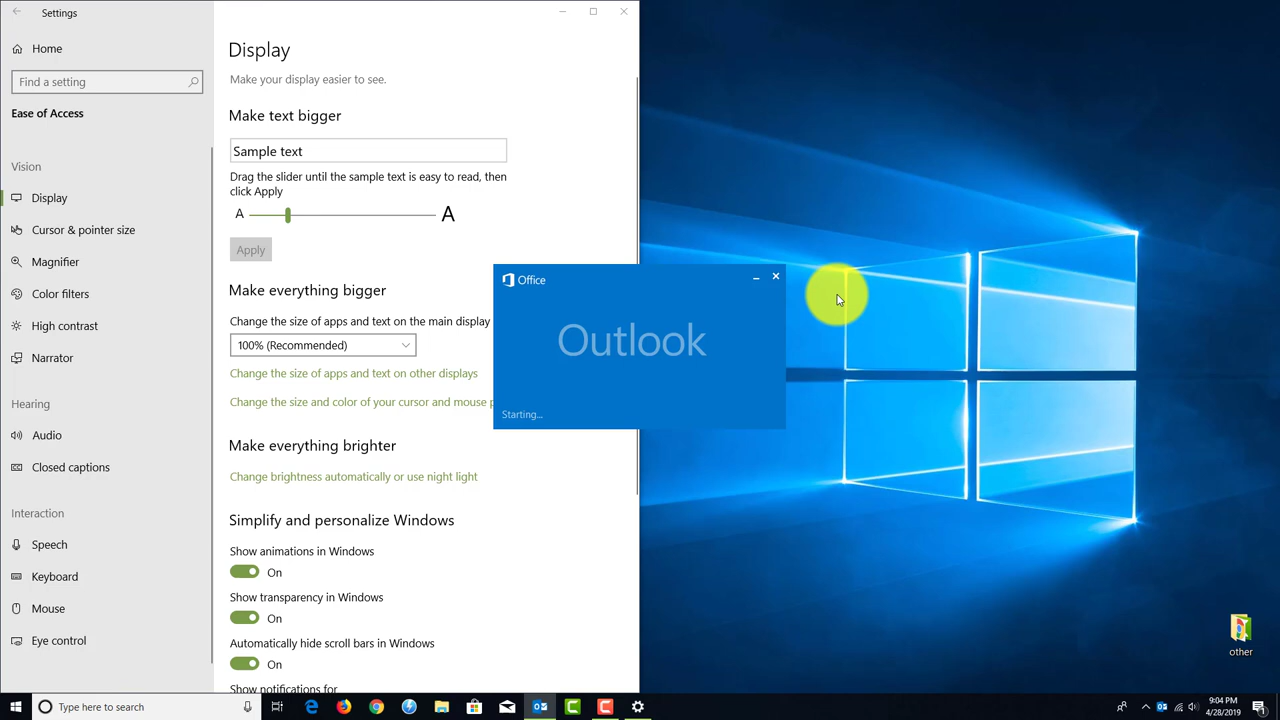 Settings
Home
Find a setting
Ease of Access
Vision
Display
Cursor & pointer size
Magnifier
Color filters
High contrast
Narrator
Hearing
Audio
Closed captions
Interaction
Speech
Keyboard
Mouse
Eye control
Display
Make your display easier to see.
Make text bigger
Sample text
Drag the slider until the sample text is easy to read, then
click Apply
A A
Apply
Make everything bigger
Change the size of apps and text on the main display
100% (Recommended)
Change the size of apps and text on other displays
Change the size and color of your cursor and mouse p
Make everything brighter
Change brightness automatically or use night light
Simplify and personalize Windows
Show animations in Windows
On
Show transparency in Windows
On
Automatically hide scroll bars in Windows
On
Show notifications for
Office
Outlook
Starting...
other
Type here to search
9:04 PM
4/28/2019